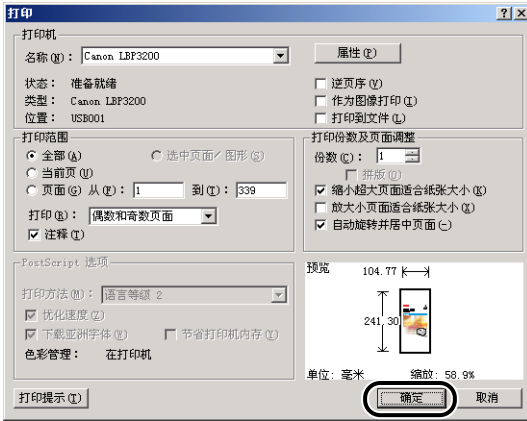 打印
打印机
名称(N)： Canon LBP3200
属性(P)
状态： 准备就绪
类型： Canon LBP3200
位置： USB001
逆页序(V)
作为图像打印(I)
打印到文件(L)
打印范围
全部(A)
选中页面/图形(S)
当前页(U)
页面(G) 从(F)： 1 到(T)： 339
打印(R)： 偶数和奇数页面
注释(T)
打印份数及页面调整
份数(C)： 1
拼版(O)
缩小超大页面适合纸张大小(K)
放大小页面适合纸张大小(X)
自动旋转并居中页面(-)
PostScript 选项
打印方法(M)： 语言等级 2
优化速度(Z)
下载亚洲字体(W)
节省打印机内存(Y)
色彩管理： 在打印机
预览
104.77
241.30
单位: 毫米 缩放: 58.9%
打印提示(I)
确定
取消